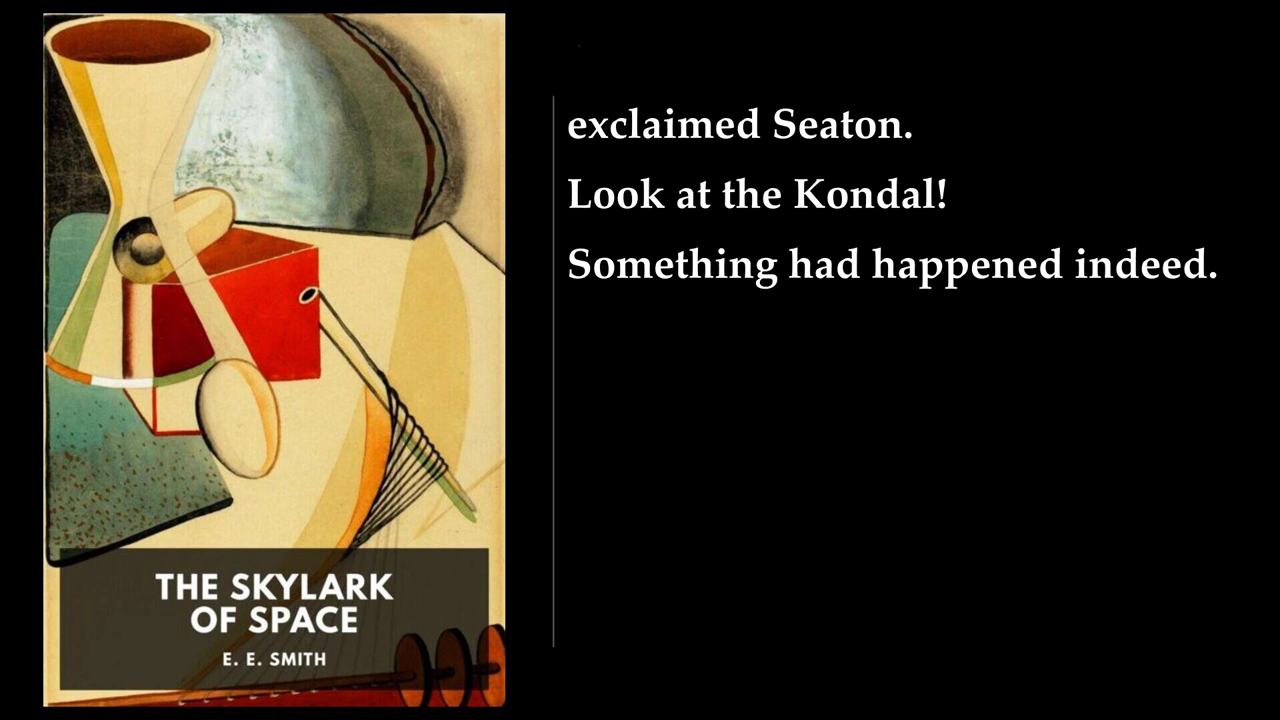 THE SKYLARK
OF SPACE
E. E. SMITH
exclaimed Seaton.
Look at the Kondal!
Something had happened indeed.